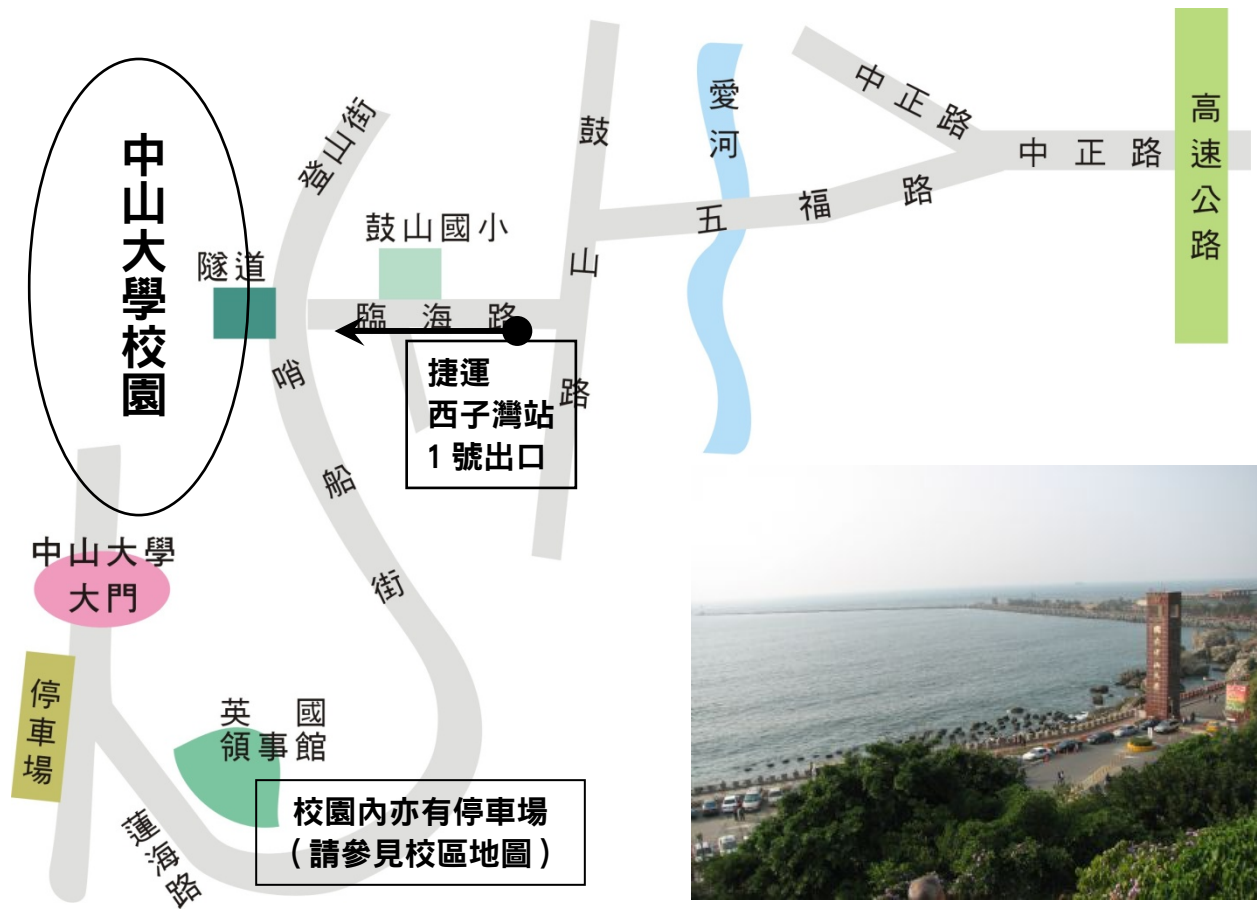 中山大學校園
登山街
隧道
鼓山國小
臨海路
鼓山路
愛河
五福路
中正路
中正路
高速公路
捷運
西子灣站
1 號出口
哨船街
中山大學
大門
停車場
英國
領事館
蓮海路
校園內亦有停車場
(請參見校區地圖)